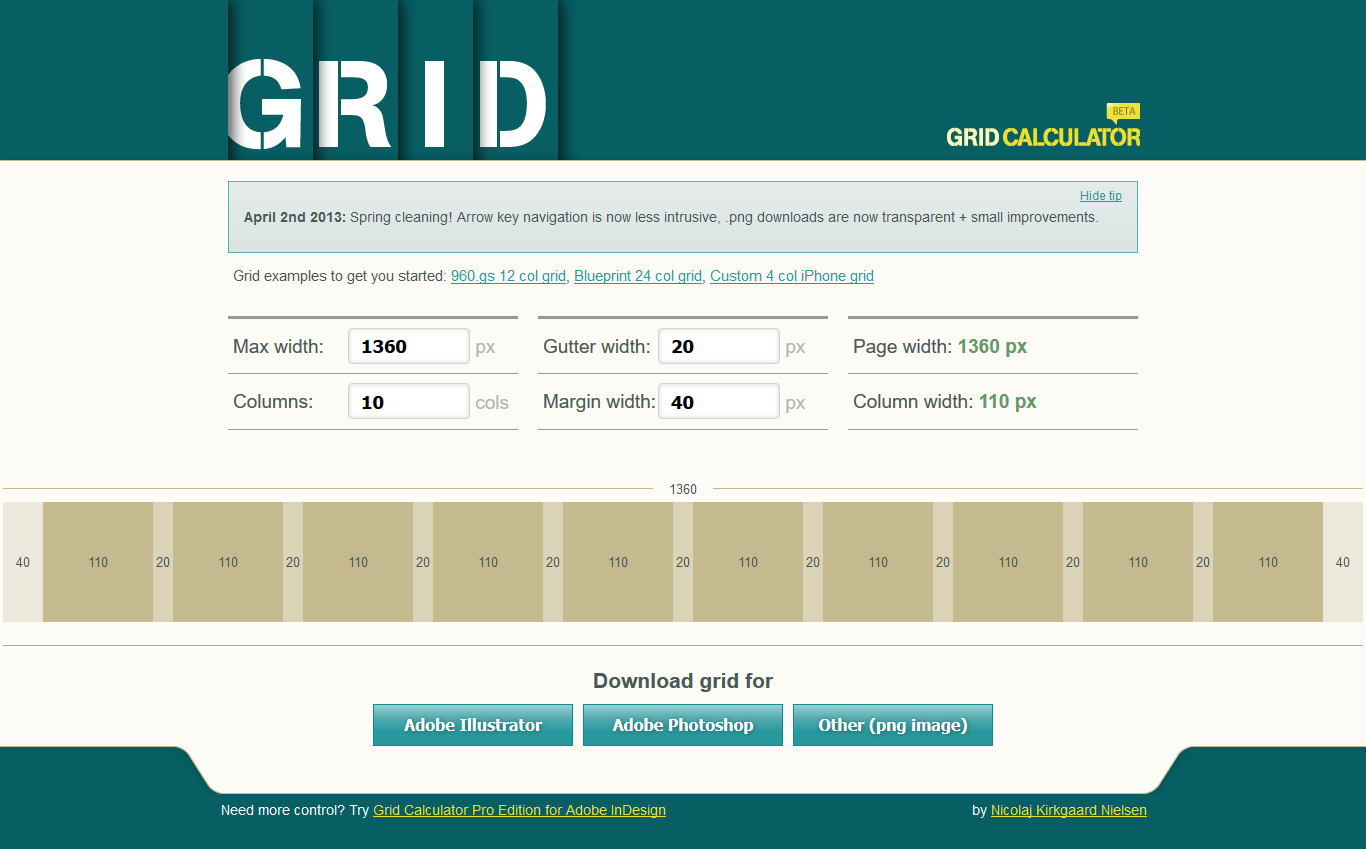 GRID
BETA
GRID CALCULATOR
Hide tip
April 2nd 2013: Spring cleaning! Arrow key navigation is now less intrusive, .png downloads are now transparent + small improvements.
Grid examples to get you started: 960.gs 12 col grid, Blueprint 24 col grid, Custom 4 col iPhone grid
Max width: 1360 px Gutter width: 20 px Page width: 1360 px
Columns: 10 cols Margin width: 40 px Column width: 110 px
1360
40 110 20 110 20 110 20 110 20 110 20 110 20 110 20 110 20 110 20 110 40
Download grid for
Adobe Illustrator Adobe Photoshop Other (png image)
Need more control? Try Grid Calculator Pro Edition for Adobe InDesign by Nicolaj Kirkgaard Nielsen